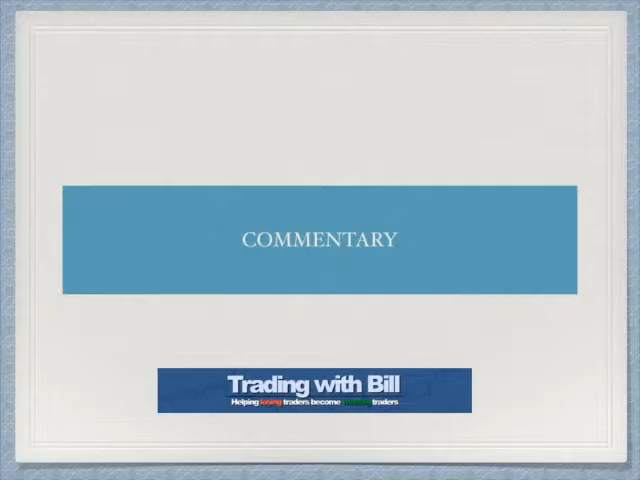 COMMENTARY
Trading with Bill
Helping losing traders become winning traders